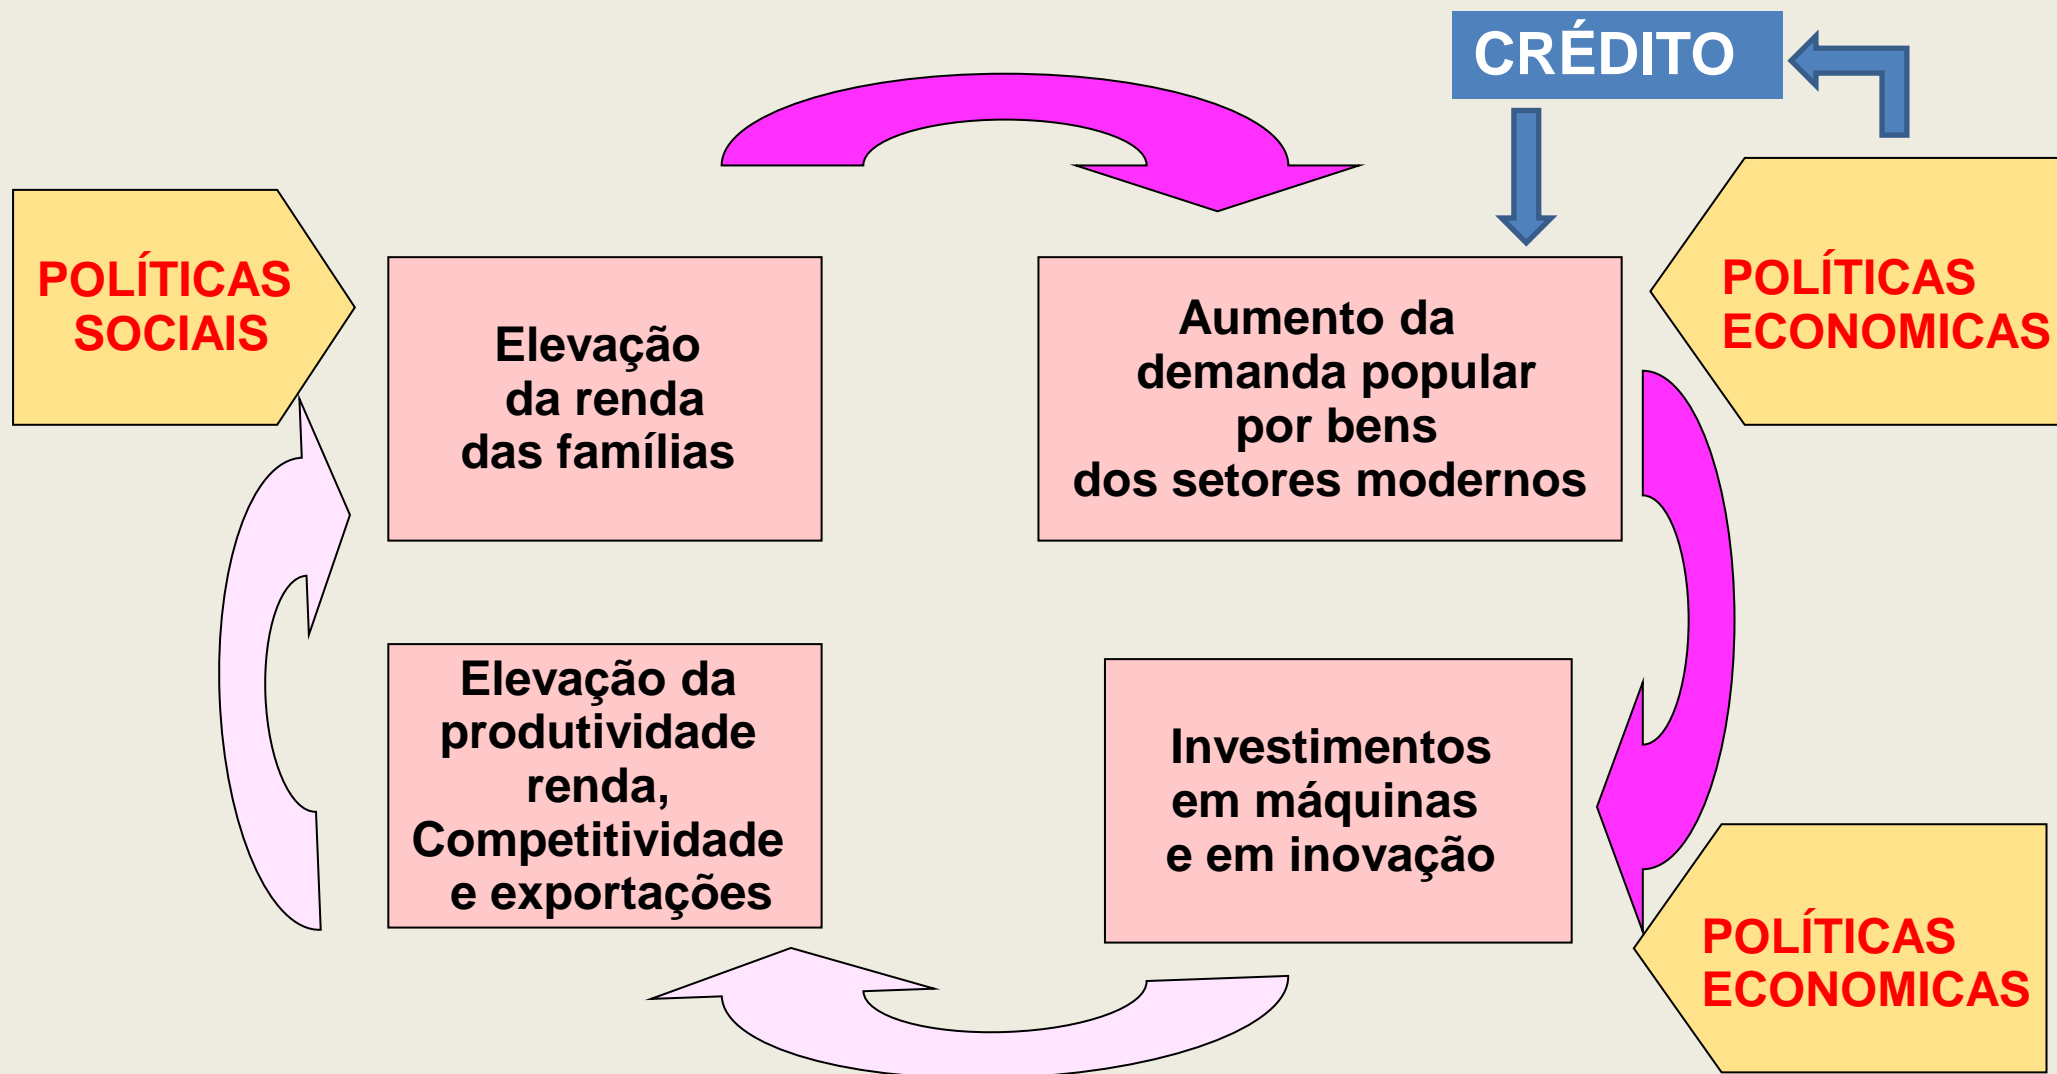 CRÉDITO
POLÍTICAS
SOCIAIS
Elevação
da renda
das famílias
Aumento da
demanda popular
por bens
dos setores modernos
POLÍTICAS
ECONOMICAS
Elevação da
produtividade
renda,
Competitividade
e exportações
Investimentos
em máquinas
e em inovação
POLÍTICAS
ECONOMICAS